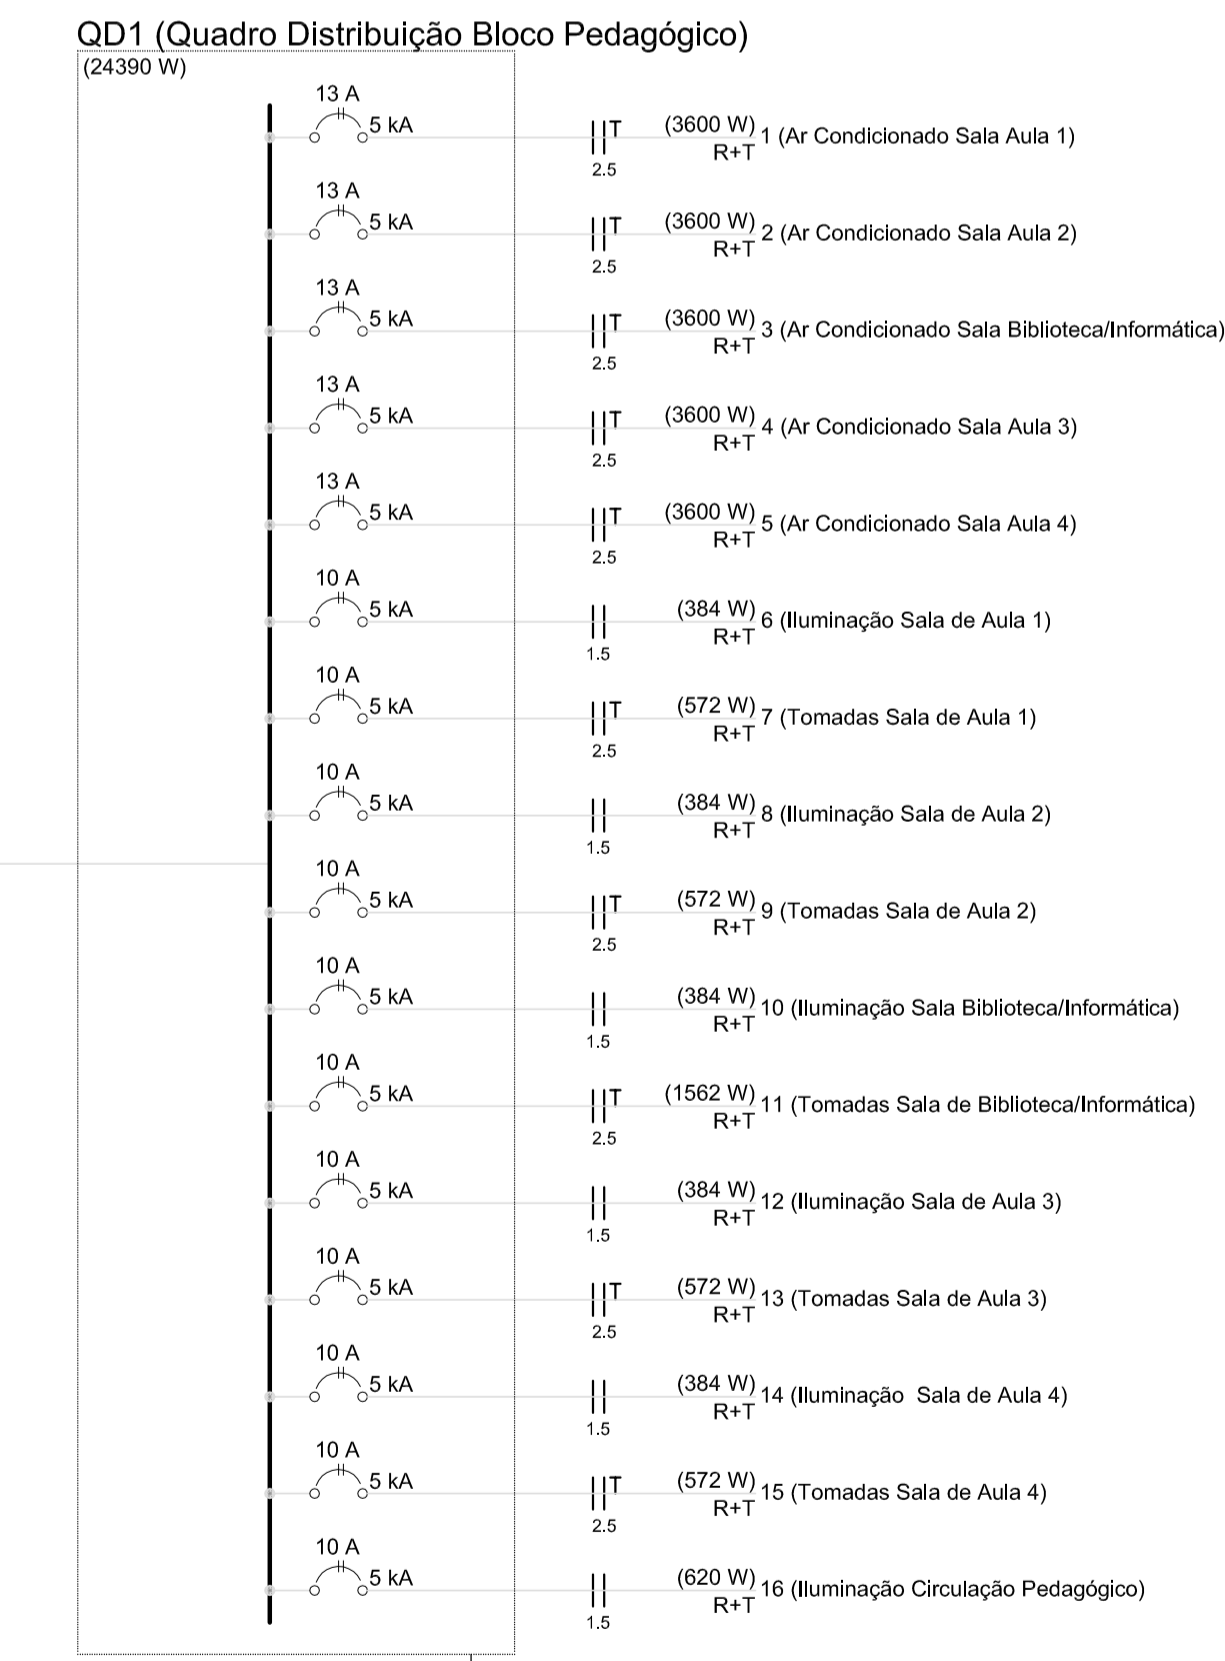 QD1 (Quadro Distribuição Bloco Pedagógico)
(24390 W)
13 A
5 kA
T
2.5
(3600 W)
R+T
1 (Ar Condicionado Sala Aula 1)
13 A
5 kA
T
2.5
(3600 W)
R+T
2 (Ar Condicionado Sala Aula 2)
13 A
5 kA
T
2.5
(3600 W)
R+T
3 (Ar Condicionado Sala Biblioteca/Informática)
13 A
5 kA
T
2.5
(3600 W)
R+T
4 (Ar Condicionado Sala Aula 3)
13 A
5 kA
T
2.5
(3600 W)
R+T
5 (Ar Condicionado Sala Aula 4)
10 A
5 kA
1.5
(384 W)
R+T
6 (Iluminação Sala de Aula 1)
10 A
5 kA
T
2.5
(572 W)
R+T
7 (Tomadas Sala de Aula 1)
10 A
5 kA
1.5
(384 W)
R+T
8 (Iluminação Sala de Aula 2)
10 A
5 kA
T
2.5
(572 W)
R+T
9 (Tomadas Sala de Aula 2)
10 A
5 kA
1.5
(384 W)
R+T
10 (Iluminação Sala Biblioteca/Informática)
10 A
5 kA
T
2.5
(1562 W)
R+T
11 (Tomadas Sala de Biblioteca/Informática)
10 A
5 kA
1.5
(384 W)
R+T
12 (Iluminação Sala de Aula 3)
10 A
5 kA
T
2.5
(572 W)
R+T
13 (Tomadas Sala de Aula 3)
10 A
5 kA
1.5
(384 W)
R+T
14 (Iluminação  Sala de Aula 4)
10 A
5 kA
T
2.5
(572 W)
R+T
15 (Tomadas Sala de Aula 4)
10 A
5 kA
1.5
(620 W)
R+T
16 (Iluminação Circulação Pedagógico)